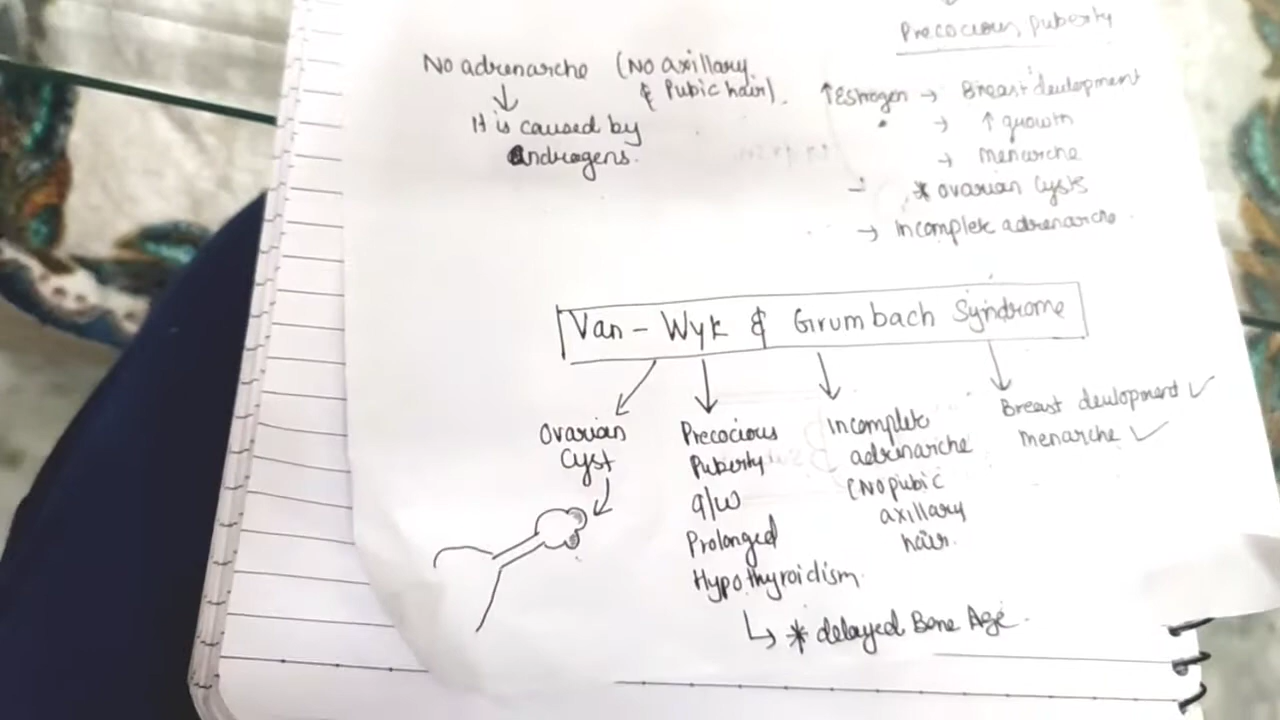 Precocious puberty
No adrenarche (No axillary
& Pubic hair).
↓
It is caused by
Androgens.
↑Estrogen → Breast development
→ ↑ growth
→ Menarche
→ * ovarian Cysts
→ Incomplete adrenarche
Van - Wyk & Grumbach Syndrome
Ovarian
Cyst
Precocious
Puberty
a/w
Prolonged
Hypothyroidism.
↳ * delayed Bone Age.
Incomplete
adrenarche
(No pubic
axillary
hair.
Breast development ✓
Menarche ✓